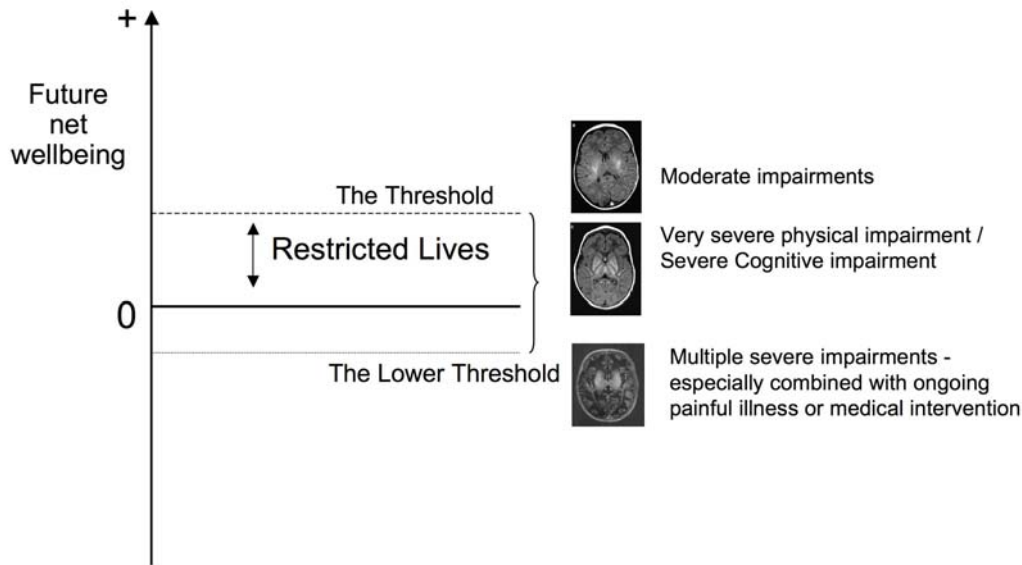 +
Future
net
wellbeing
The Threshold
Restricted Lives
0
The Lower Threshold
Moderate impairments
Very severe physical impairment /
Severe Cognitive impairment
Multiple severe impairments -
especially combined with ongoing
painful illness or medical intervention